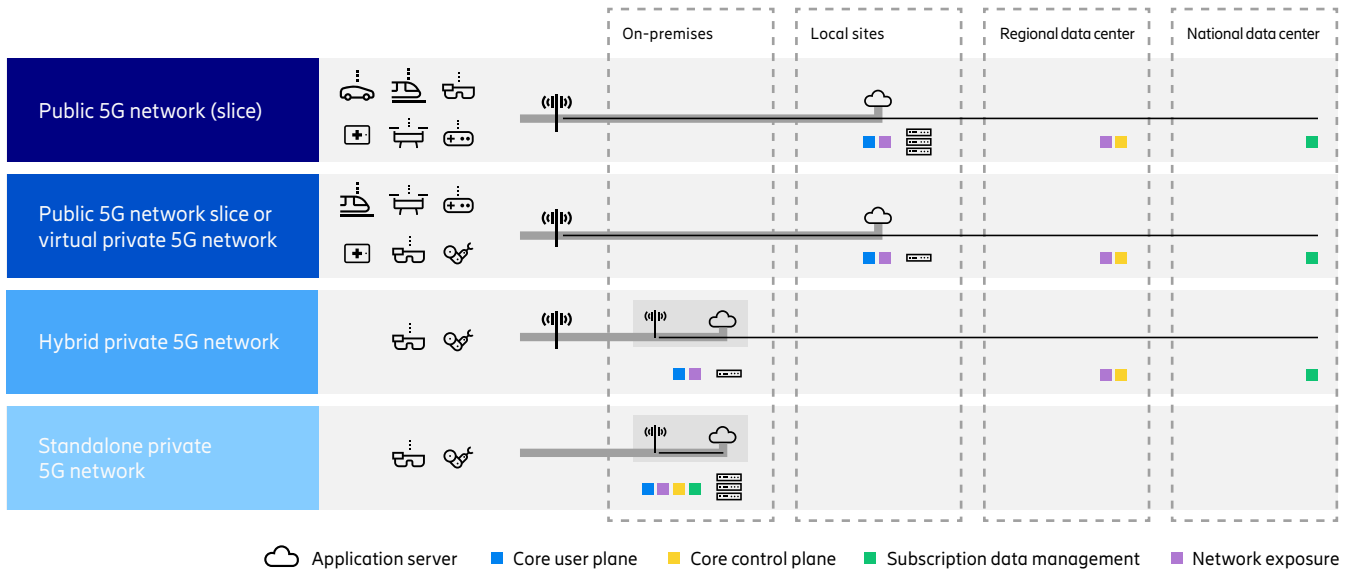 On-premises
Local sites
Regional data center
National data center
Public 5G network (slice)
Public 5G network slice or
virtual private 5G network
Hybrid private 5G network
Standalone private
5G network
Application server
Core user plane
Core control plane
Subscription data management
Network exposure